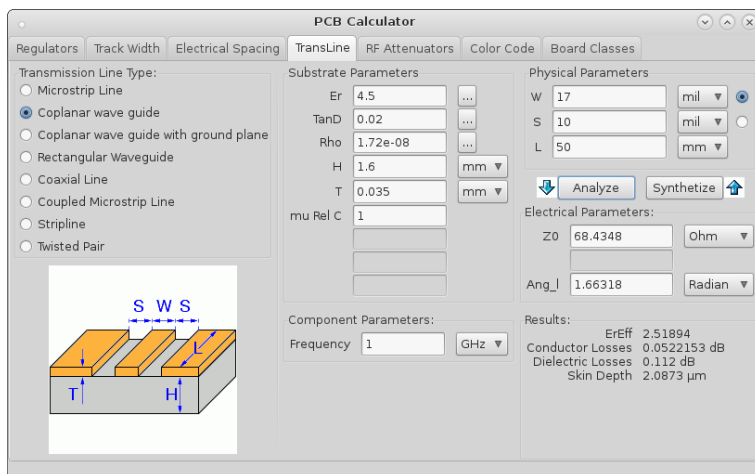 PCB Calculator
Regulators Track Width Electrical Spacing TransLine RF Attenuators Color Code Board Classes
Transmission Line Type:
Microstrip Line
Coplanar wave guide
Coplanar wave guide with ground plane
Rectangular Waveguide
Coaxial Line
Coupled Microstrip Line
Stripline
Twisted Pair
S W S
L
T
H
Substrate Parameters
Er 4.5 ...
TanD 0.02 ...
Rho 1.72e-08 ...
H 1.6 mm
T 0.035 mm
mu Rel C 1
Component Parameters:
Frequency 1 GHz
Physical Parameters
W 17 mil
S 10 mil
L 50 mm
Analyze Synthetize
Electrical Parameters:
Z0 68.4348 Ohm
Ang_l 1.66318 Radian
Results:
ErEff 2.51894
Conductor Losses 0.0522153 dB
Dielectric Losses 0.112 dB
Skin Depth 2.0873 µm